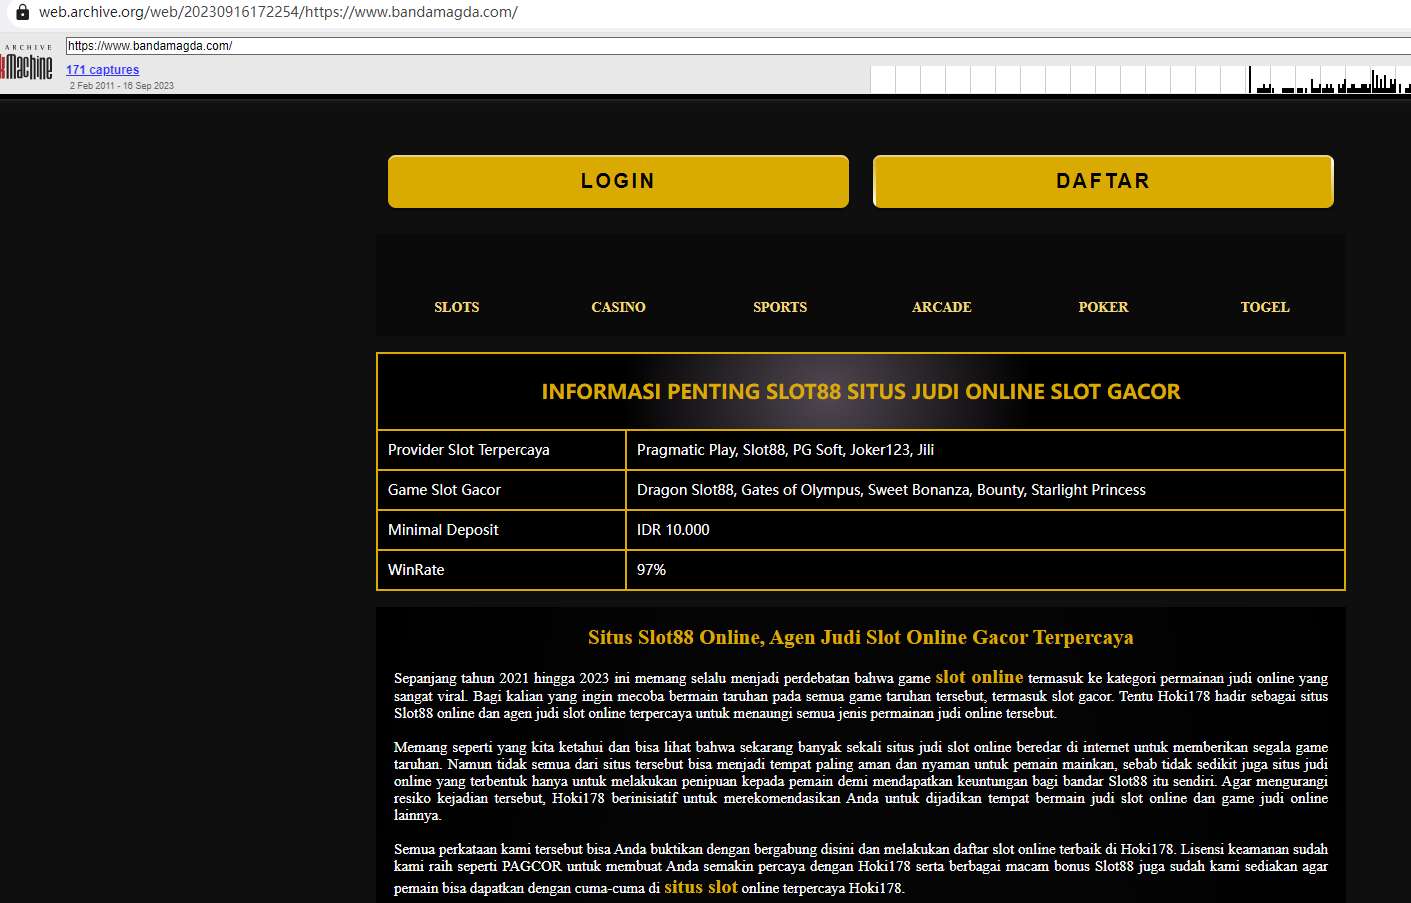 web.archive.org/web/20230916172254/https://www.bandamagda.com/
ARCHIVE
https://www.bandamagda.com/
Machine
171 captures
2 Feb 2011 - 16 Sep 2023
LOGIN
DAFTAR
SLOTS
CASINO
SPORTS
ARCADE
POKER
TOGEL
INFORMASI PENTING SLOT88 SITUS JUDI ONLINE SLOT GACOR
Provider Slot Terpercaya
Pragmatic Play, Slot88, PG Soft, Joker123, Jili
Game Slot Gacor
Dragon Slot88, Gates of Olympus, Sweet Bonanza, Bounty, Starlight Princess
Minimal Deposit
IDR 10.000
WinRate
97%
Situs Slot88 Online, Agen Judi Slot Online Gacor Terpercaya
Sepanjang tahun 2021 hingga 2023 ini memang selalu menjadi perdebatan bahwa game slot online termasuk ke kategori permainan judi online yang
sangat viral. Bagi kalian yang ingin mecoba bermain taruhan pada semua game taruhan tersebut, termasuk slot gacor. Tentu Hoki178 hadir sebagai situs
Slot88 online dan agen judi slot online terpercaya untuk menaungi semua jenis permainan judi online tersebut.
Memang seperti yang kita ketahui dan bisa lihat bahwa sekarang banyak sekali situs judi slot online beredar di internet untuk memberikan segala game
taruhan. Namun tidak semua dari situs tersebut bisa menjadi tempat paling aman dan nyaman untuk pemain mainkan, sebab tidak sedikit juga situs judi
online yang terbentuk hanya untuk melakukan penipuan kepada pemain demi mendapatkan keuntungan bagi bandar Slot88 itu sendiri. Agar mengurangi
resiko kejadian tersebut, Hoki178 berinisiatif untuk merekomendasikan Anda untuk dijadikan tempat bermain judi slot online dan game judi online
lainnya.
Semua perkataan kami tersebut bisa Anda buktikan dengan bergabung disini dan melakukan daftar slot online terbaik di Hoki178. Lisensi keamanan sudah
kami raih seperti PAGCOR untuk membuat Anda semakin percaya dengan Hoki178 serta berbagai macam bonus Slot88 juga sudah kami sediakan agar
pemain bisa dapatkan dengan cuma-cuma di situs slot online terpercaya Hoki178.